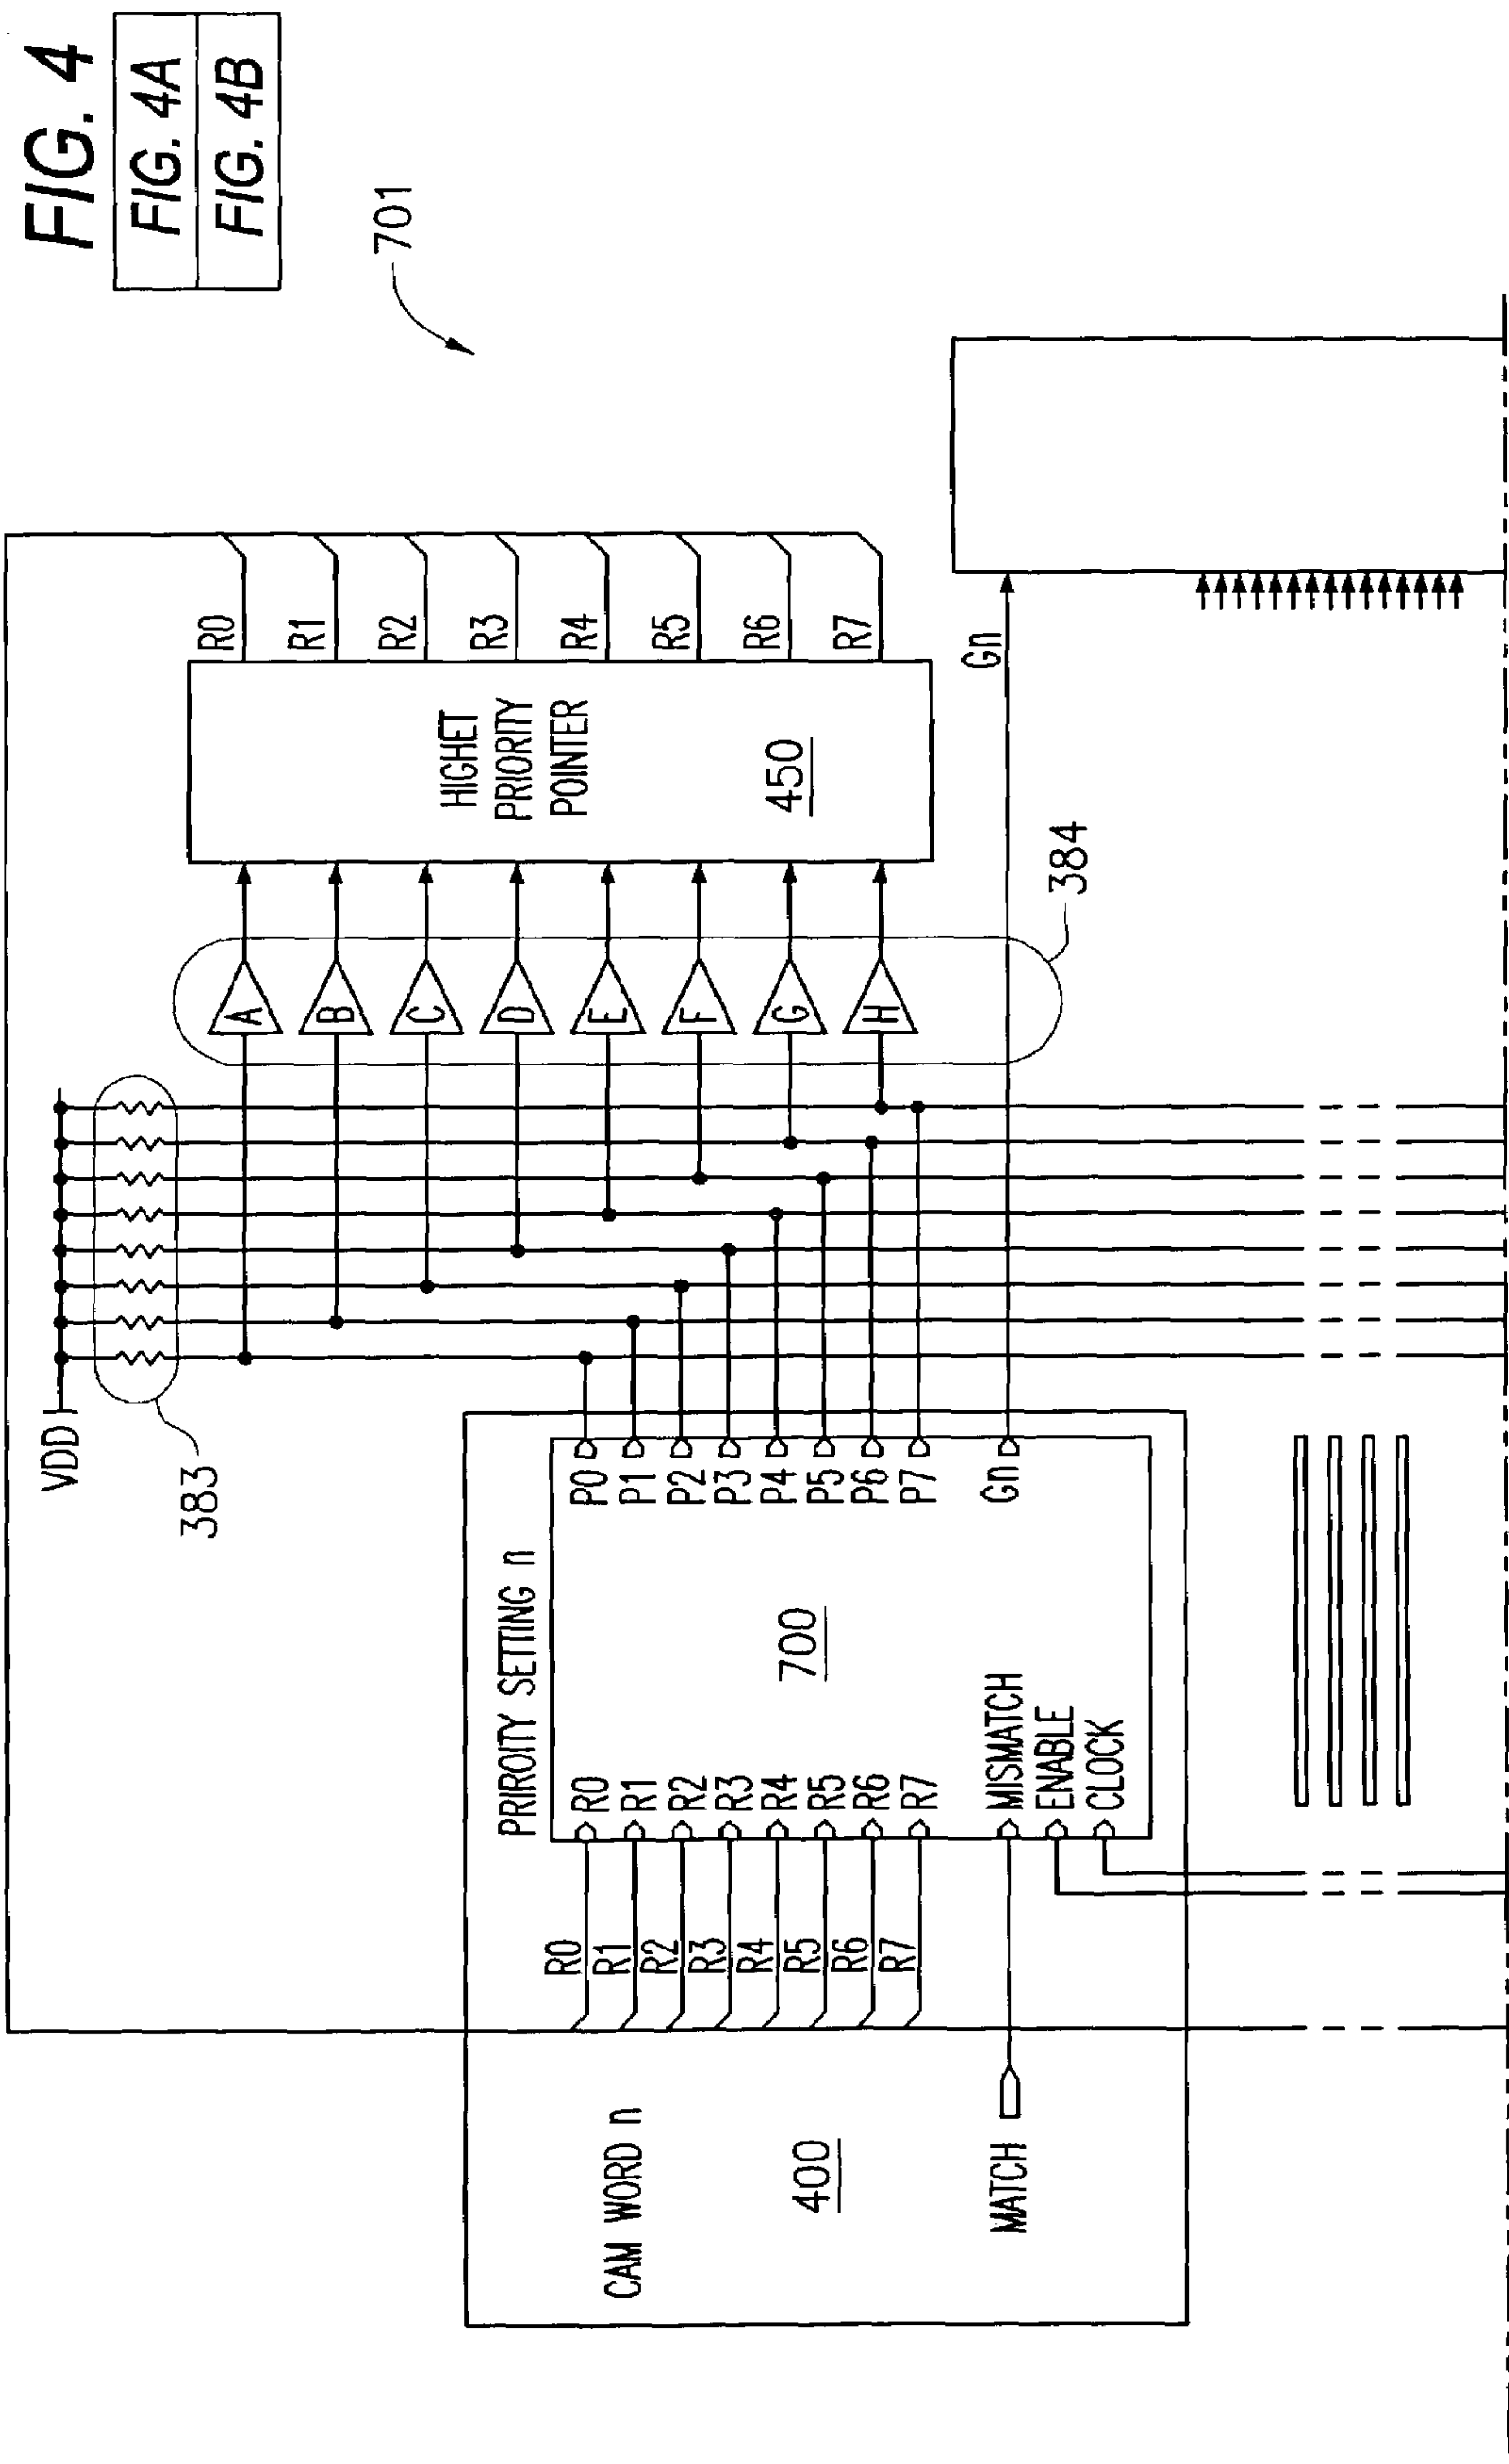 FIG. 4
FIG. 4A
FIG. 4B
701
VDD
383
A
B
C
D
E
F
G
H
384
HIGHET
PRIORITY
POINTER
450
R0
R1
R2
R3
R4
R5
R6
R7
Gn
CAM WORD n
400
MATCH
R0
R1
R2
R3
R4
R5
R6
R7
PRIROITY SETTING n
700
R0
R1
R2
R3
R4
R5
R6
R7
MISMATCH
ENABLE
CLOCK
P0
P1
P2
P3
P4
P5
P6
P7
Gn